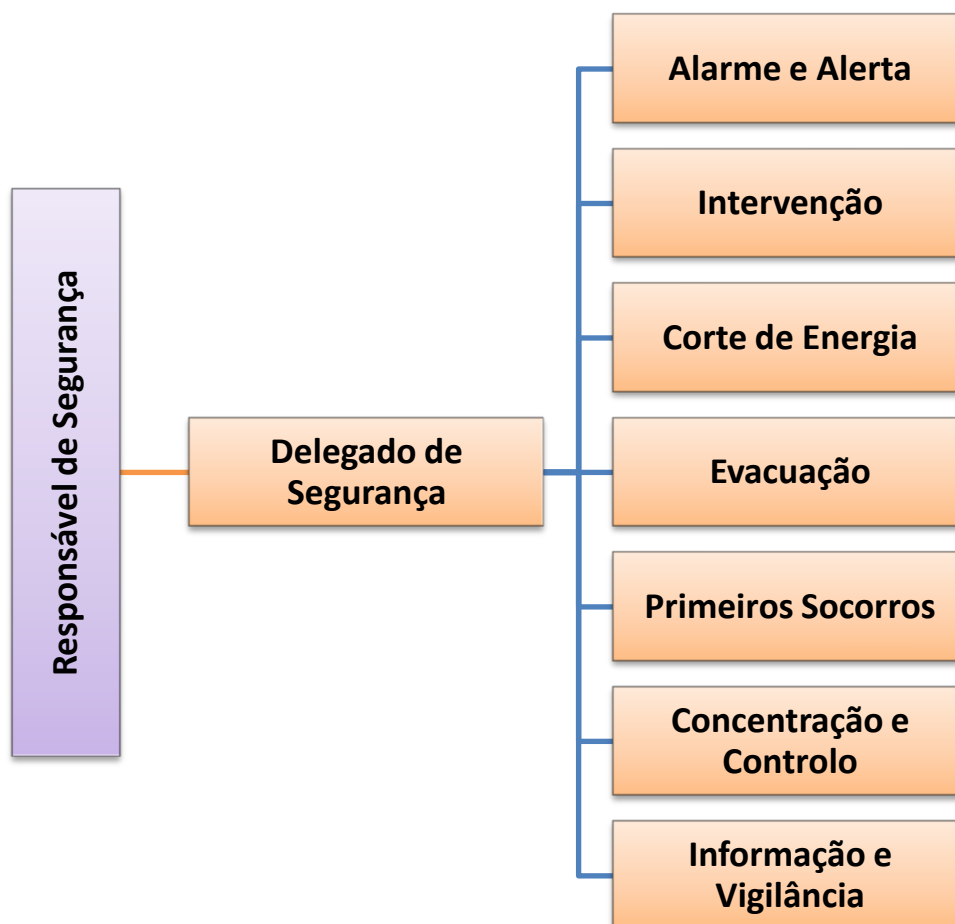 Responsável de Segurança
Delegado de
Segurança
Alarme e Alerta
Intervenção
Corte de Energia
Evacuação
Primeiros Socorros
Concentração e
Controlo
Informação e
Vigilância